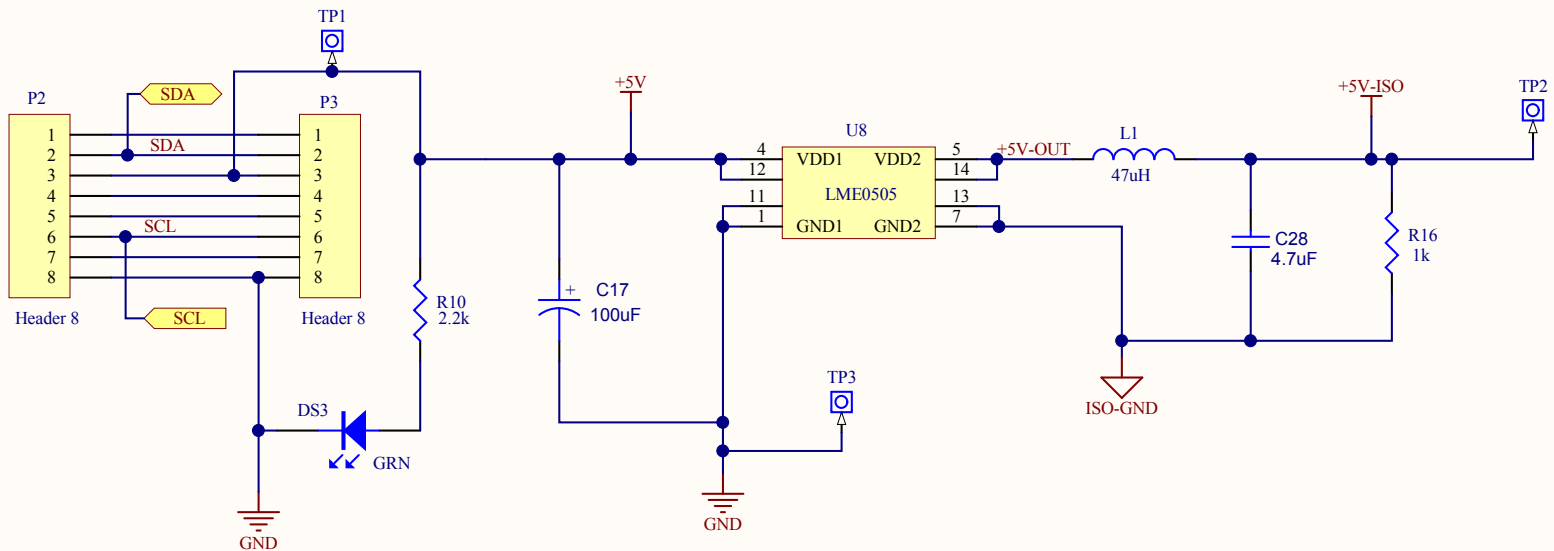 TP1
P2
SDA
P3
+5V
+5V-ISO
TP2
U8
L1
1
2
3
4
5
6
7
8
SDA
SCL
1
2
3
4
5
6
7
8
4
12
11
1
VDD1
VDD2
LME0505
GND1
GND2
5
14
13
7
+5V-OUT
47uH
C28
4.7uF
R16
1k
Header 8
SCL
Header 8
R10
2.2k
+
C17
100uF
DS3
GRN
TP3
ISO-GND
GND
GND